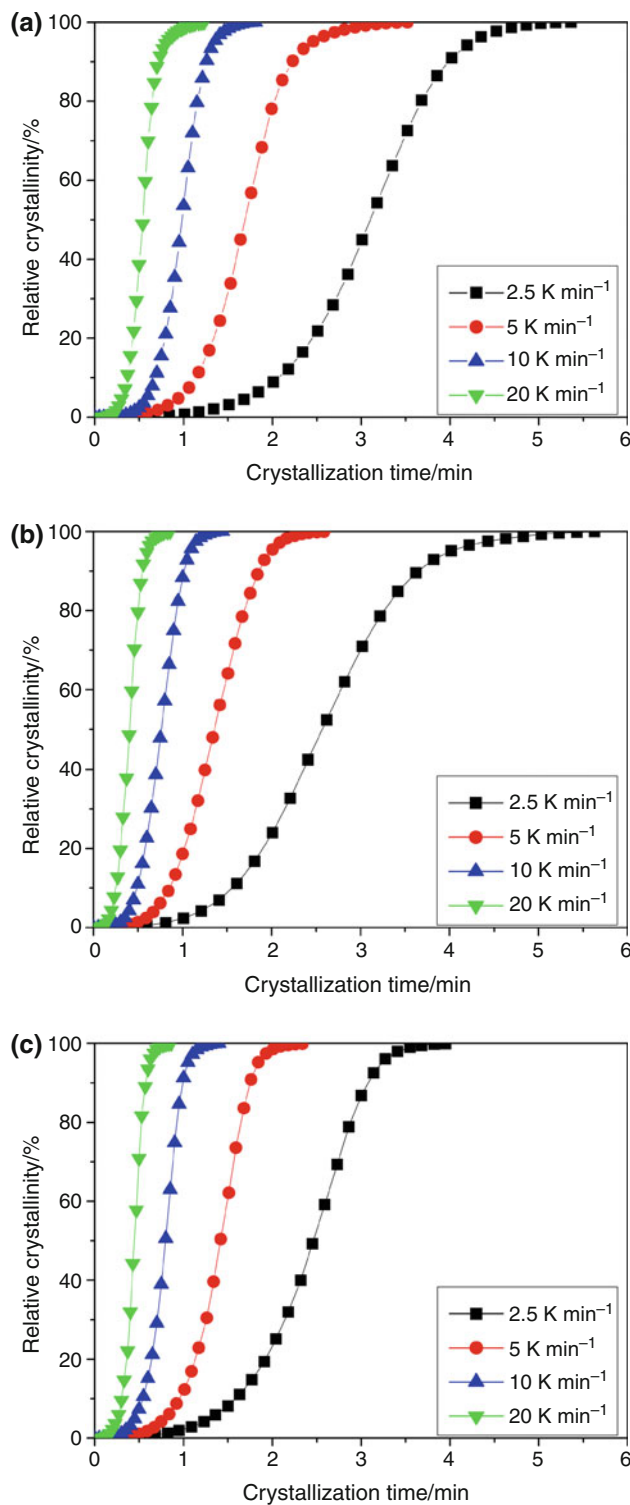 (a)
100
80
60
40
20
0
Relative crystallinity/%
2.5 K min⁻¹
5 K min⁻¹
10 K min⁻¹
20 K min⁻¹
0 1 2 3 4 5 6
Crystallization time/min
(b)
100
80
60
40
20
0
Relative crystallinity/%
2.5 K min⁻¹
5 K min⁻¹
10 K min⁻¹
20 K min⁻¹
0 1 2 3 4 5 6
Crystallization time/min
(c)
100
80
60
40
20
0
Relative crystallinity/%
2.5 K min⁻¹
5 K min⁻¹
10 K min⁻¹
20 K min⁻¹
0 1 2 3 4 5 6
Crystallization time/min